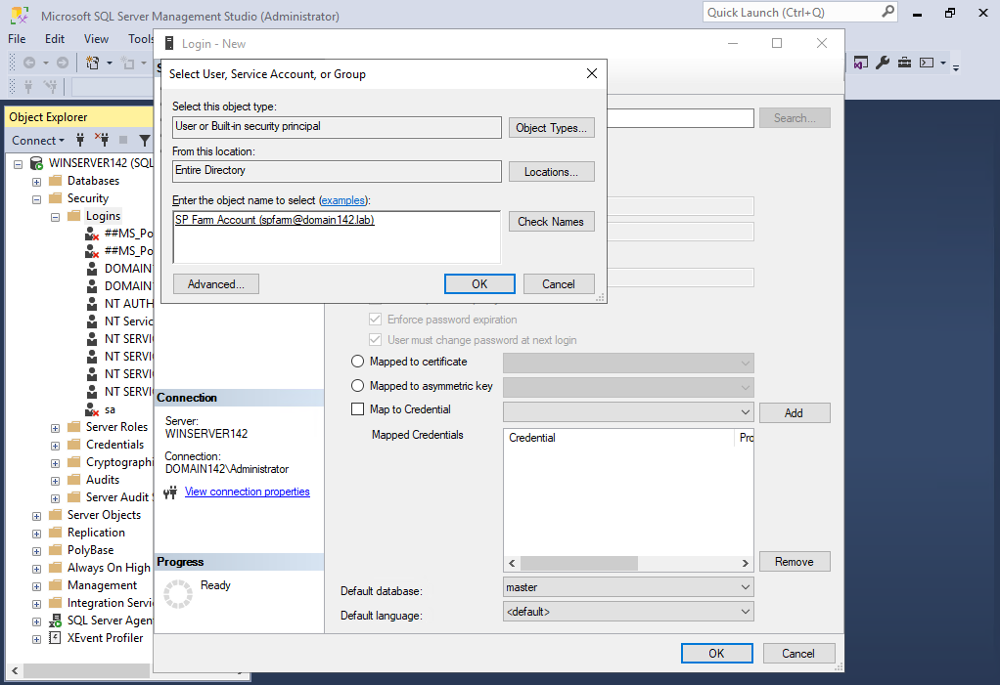 Microsoft SQL Server Management Studio (Administrator)
Quick Launch (Ctrl+Q)
File Edit View Tools
Login - New
Select User, Service Account, or Group
Select this object type:
User or Built-in security principal
Object Types...
From this location:
Entire Directory
Locations...
Enter the object name to select (examples):
SP Farm Account (spfarm@domain142.lab)
Check Names
Advanced...
OK
Cancel
Search...
Object Explorer
Connect
WINSERVER142 (SQL
Databases
Security
Logins
##MS_Po
##MS_Po
DOMAIN
DOMAIN
NT AUTH
NT Servic
NT SERVI
NT SERVI
NT SERVI
NT SERVI
sa
Server Roles
Credentials
Cryptographi
Audits
Server Audit S
Server Objects
Replication
PolyBase
Always On High
Management
Integration Servi
SQL Server Agen
XEvent Profiler
Connection
Server:
WINSERVER142
Connection:
DOMAIN142\Administrator
View connection properties
Progress
Ready
Enforce password expiration
User must change password at next login
Mapped to certificate
Mapped to asymmetric key
Map to Credential
Add
Mapped Credentials
Credential
Pro
Remove
Default database:
master
Default language:
<default>
OK
Cancel